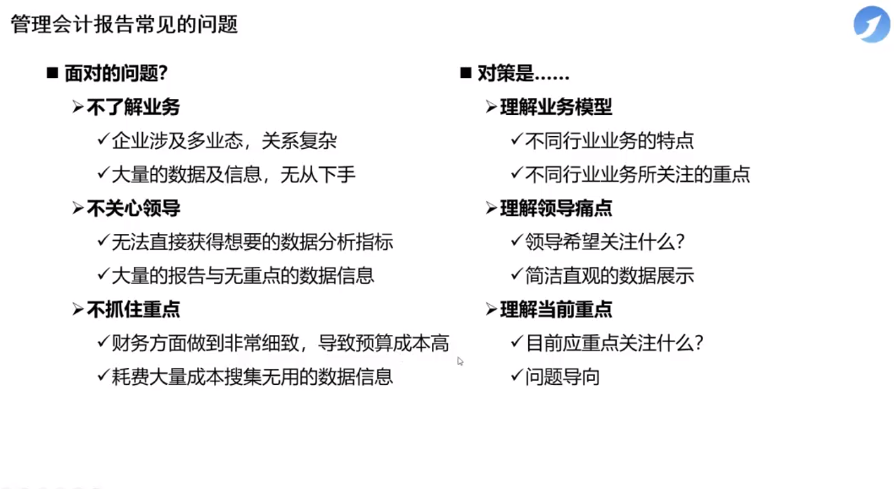 管理会计报告常见的问题
■ 面对的问题?
➢不了解业务
✓企业涉及多业态，关系复杂
✓大量的数据及信息，无从下手
➢不关心领导
✓无法直接获得想要的数据分析指标
✓大量的报告与无重点的数据信息
➢不抓住重点
✓财务方面做到非常细致，导致预算成本高
✓耗费大量成本搜集无用的数据信息
■ 对策是……
➢理解业务模型
✓不同行业业务的特点
✓不同行业业务所关注的重点
➢理解领导痛点
✓领导希望关注什么?
✓简洁直观的数据展示
➢理解当前重点
✓目前应重点关注什么?
✓问题导向